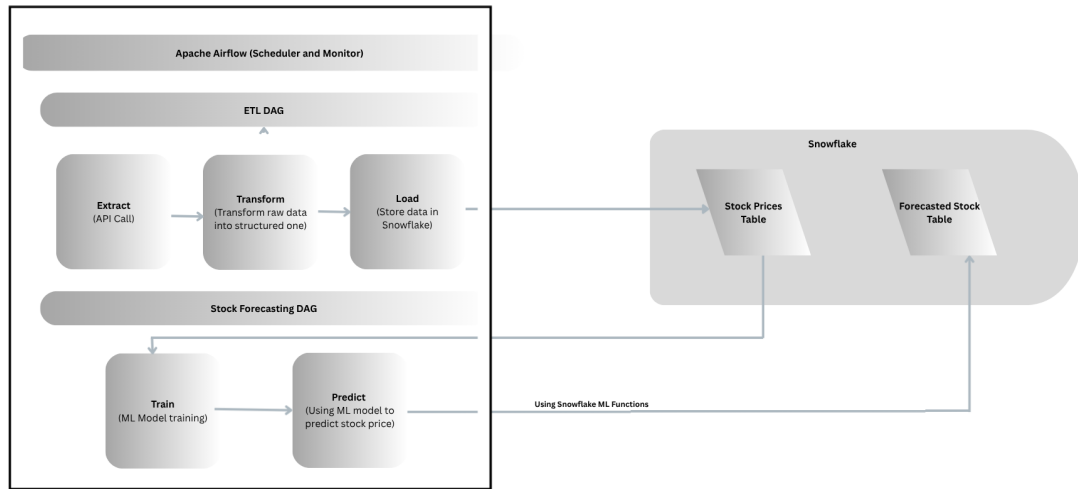 Apache Airflow (Scheduler and Monitor)
ETL DAG
Extract
(API Call)
Transform
(Transform raw data
into structured one)
Load
(Store data in
Snowflake)
Snowflake
Stock Prices
Table
Forecasted Stock
Table
Stock Forecasting DAG
Train
(ML Model training)
Predict
(Using ML model to
predict stock price)
Using Snowflake ML Functions